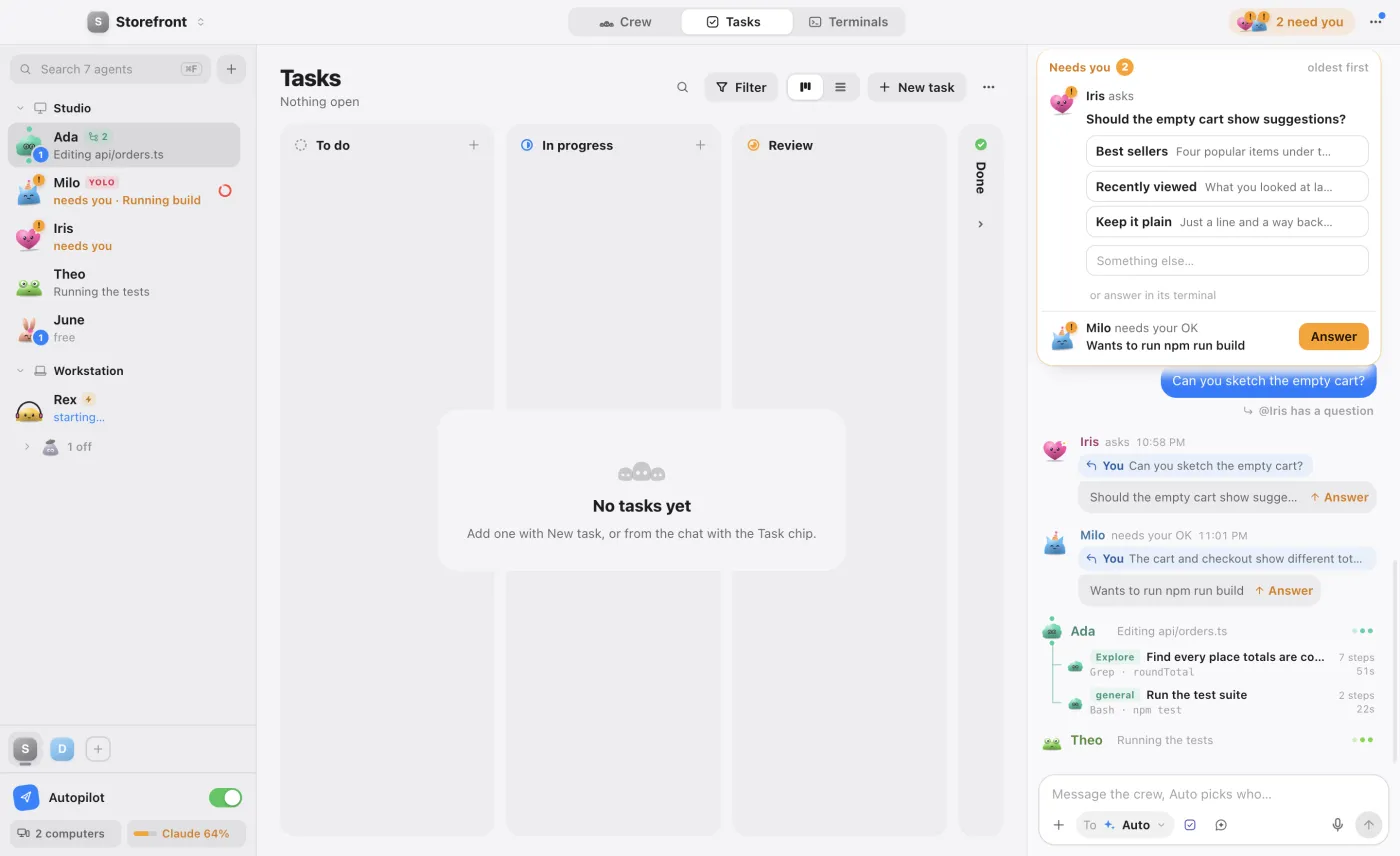 S Storefront
Crew
Tasks
Terminals
2 need you
Search 7 agents ⌘F
Studio
Ada 2
1 Editing api/orders.ts
Milo YOLO
needs you · Running build
Iris
needs you
Theo
Running the tests
June
1 free
Workstation
Rex
starting...
1 off
S D
Autopilot
2 computers
Claude 64%
Tasks
Nothing open
Filter
New task
To do
In progress
Review
Done
No tasks yet
Add one with New task, or from the chat with the Task chip.
Needs you 2 oldest first
Iris asks
Should the empty cart show suggestions?
Best sellers Four popular items under t...
Recently viewed What you looked at la...
Keep it plain Just a line and a way back...
Something else...
or answer in its terminal
Milo needs your OK
Wants to run npm run build
Answer
Can you sketch the empty cart?
@Iris has a question
Iris asks 10:58 PM
You Can you sketch the empty cart?
Should the empty cart show sugge... Answer
Milo needs your OK 11:01 PM
You The cart and checkout show different tot...
Wants to run npm run build Answer
Ada Editing api/orders.ts
Explore Find every place totals are co... 7 steps
Grep · roundTotal 51s
general Run the test suite 2 steps
Bash · npm test 22s
Theo Running the tests
Message the crew, Auto picks who...
To Auto